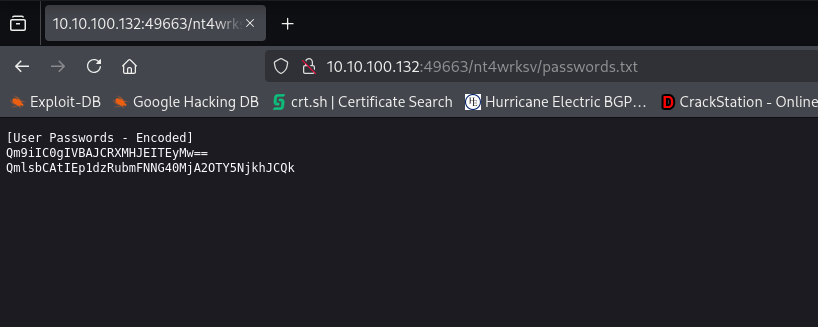 10.10.100.132:49663/nt4wrks
10.10.100.132:49663/nt4wrksv/passwords.txt
Exploit-DB
Google Hacking DB
crt.sh | Certificate Search
Hurricane Electric BGP...
CrackStation - Online
[User Passwords - Encoded]
Qm9iIC0gIVBAJCRXMHJEITEyMw==
QmlsbCAtIEp1dzRubmFNNG40MjA2OTY5NjkhJCQk